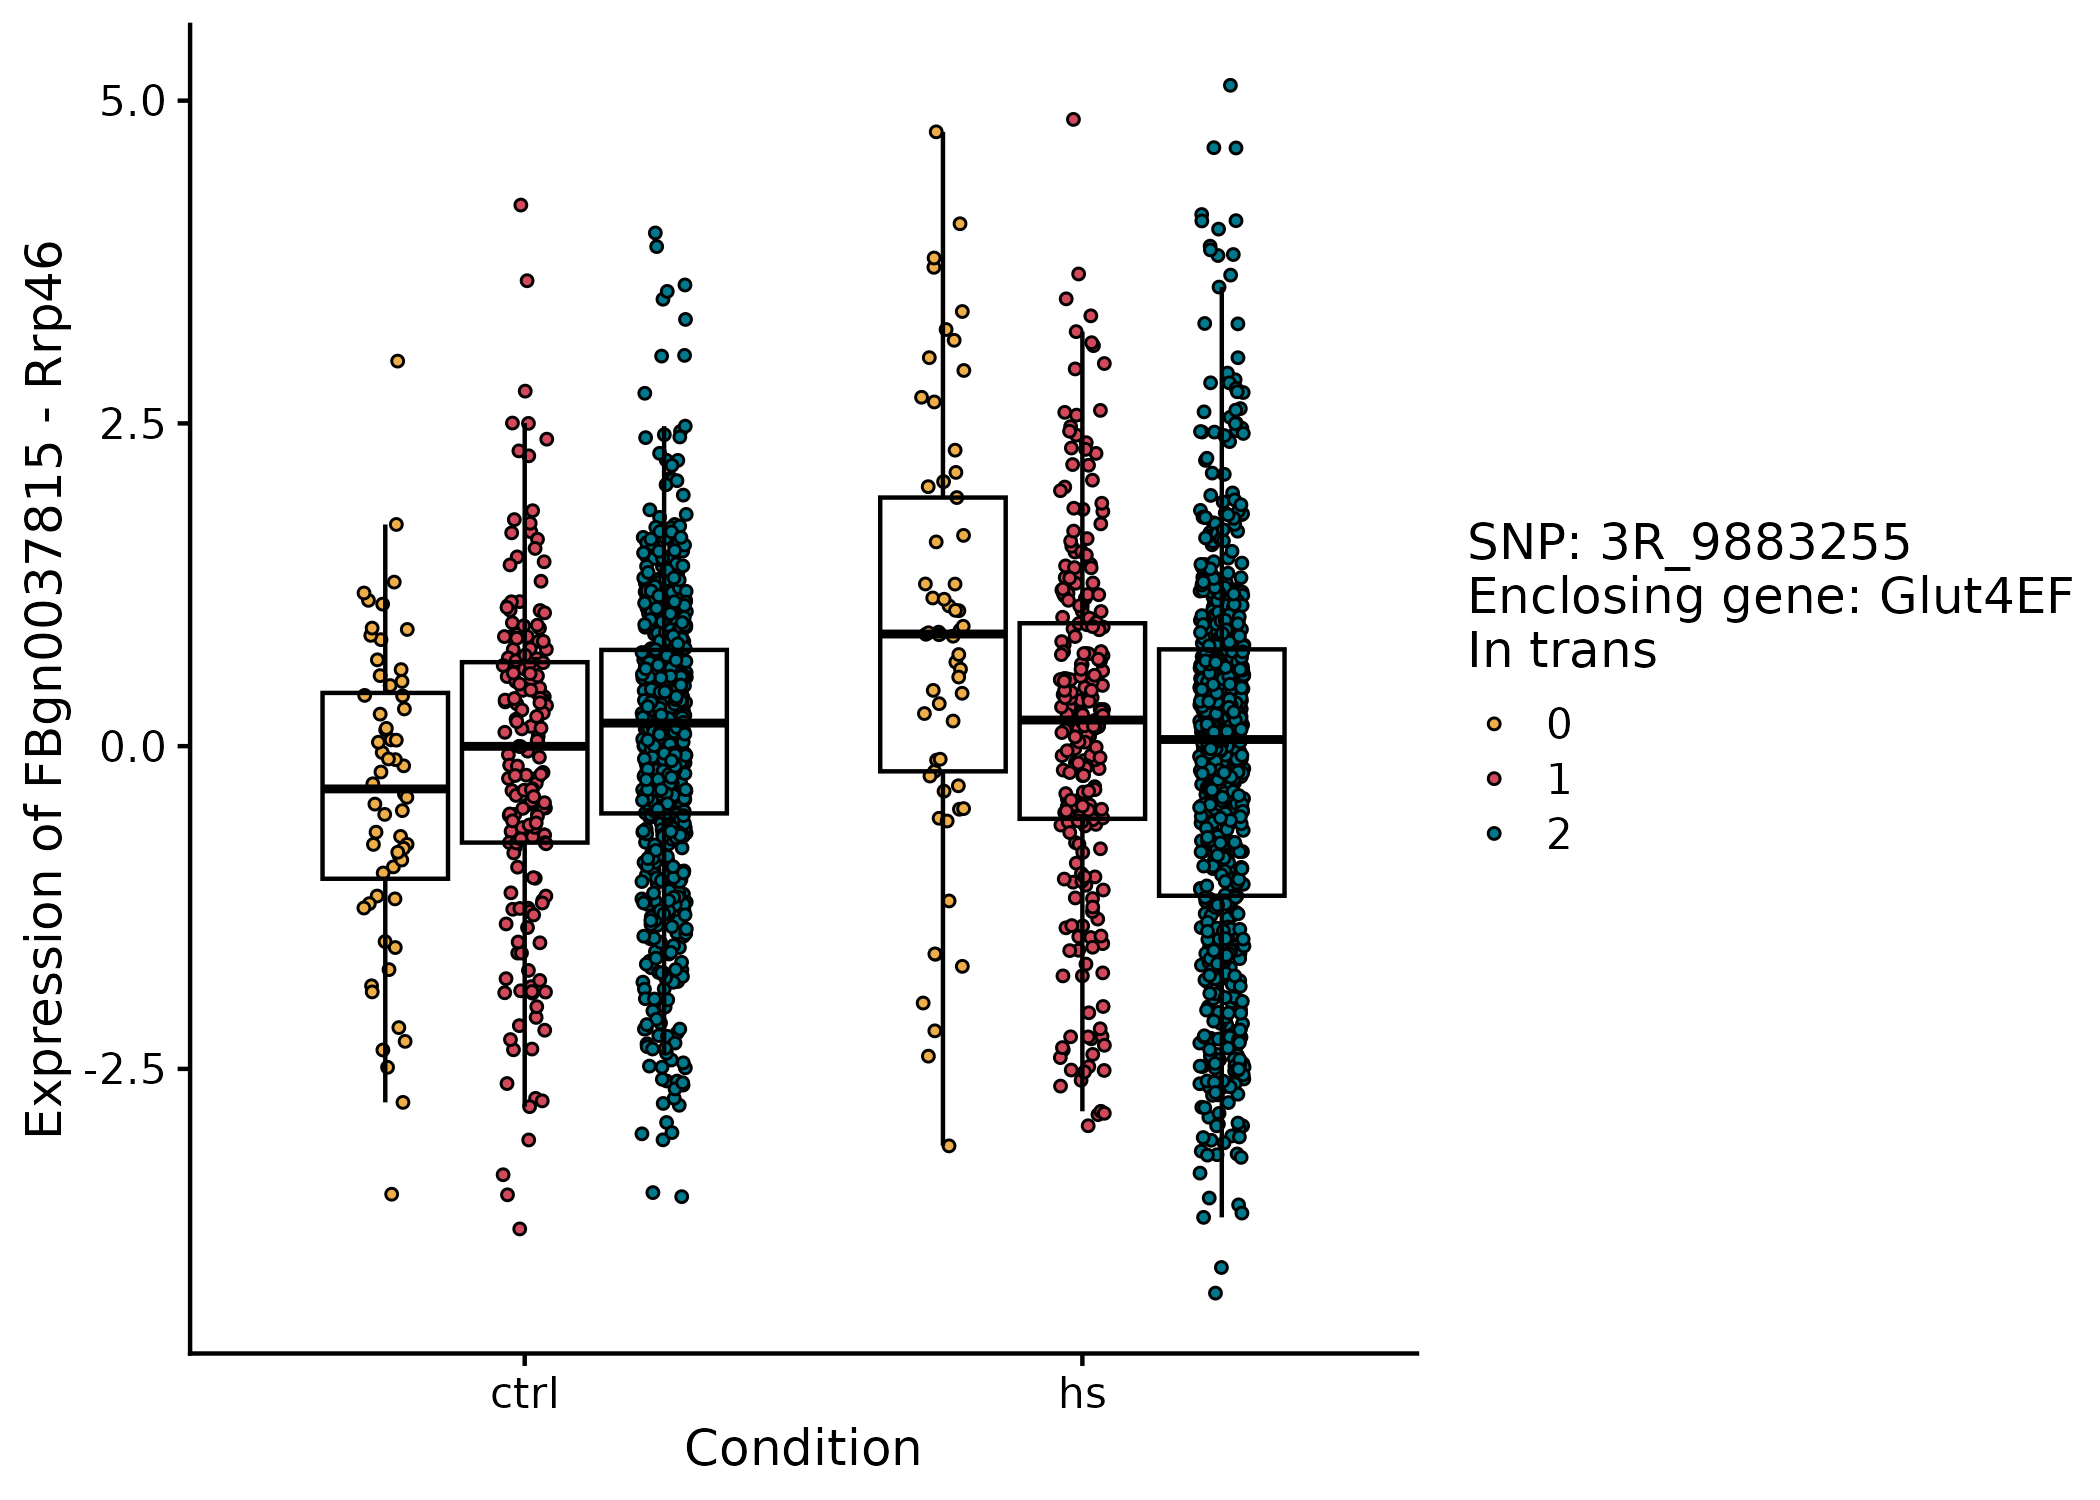 Expression of FBgn0037815 - Rrp46
5.0
2.5
0.0
-2.5
ctrl
hs
Condition
SNP: 3R_9883255
Enclosing gene: Glut4EF
In trans
0
1
2